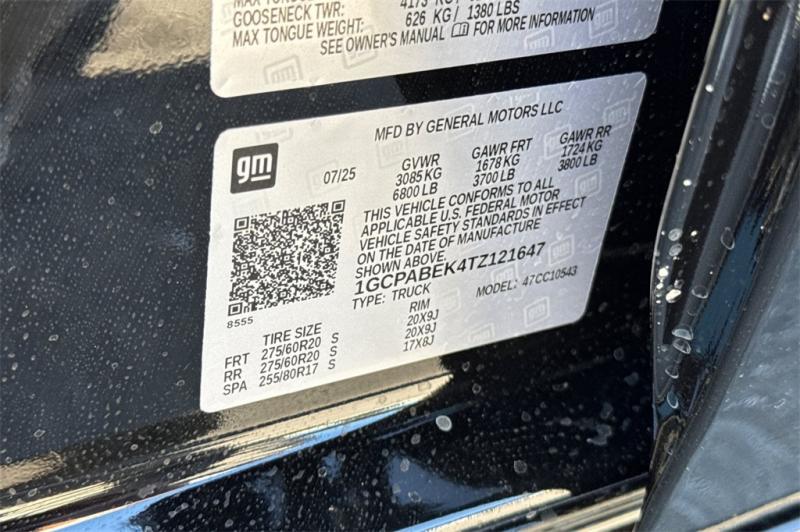 GOOSENECK TWR: 626 KG / 1380 LBS
MAX TONGUE WEIGHT:
SEE OWNER'S MANUAL FOR MORE INFORMATION
gm
MFD BY GENERAL MOTORS LLC
07/25
GVWR GAWR FRT GAWR RR
3085 KG 1678 KG 1724 KG
6800 LB 3700 LB 3800 LB
THIS VEHICLE CONFORMS TO ALL
APPLICABLE U.S. FEDERAL MOTOR
VEHICLE SAFETY STANDARDS IN EFFECT
ON THE DATE OF MANUFACTURE
SHOWN ABOVE.
1GCPABEK4TZ121647
TYPE: TRUCK MODEL: 47CC10543
8555
TIRE SIZE RIM
FRT 275/60R20 S 20X9J
RR 275/60R20 S 20X9J
SPA 255/80R17 S 17X8J